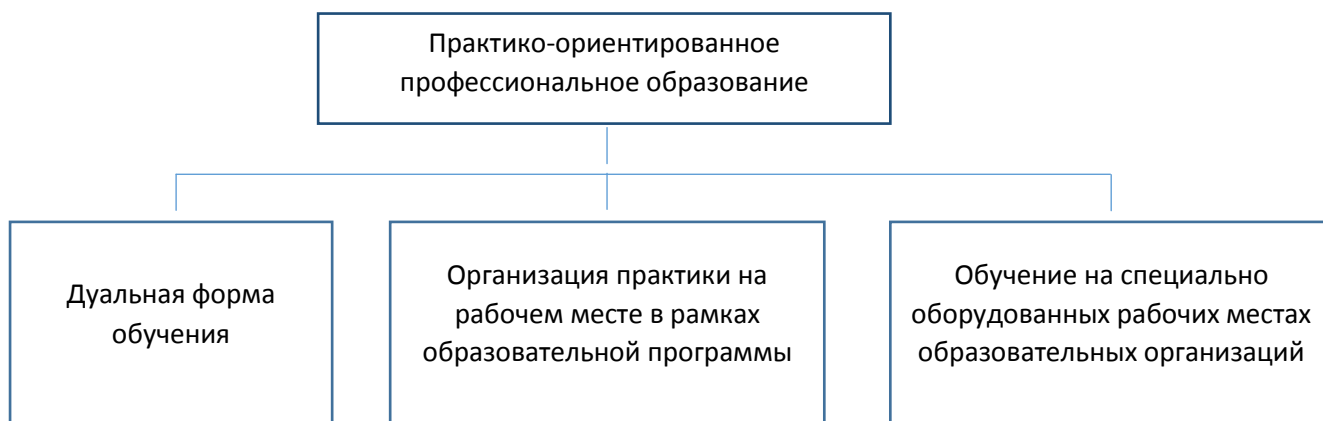 Практико-ориентированное
профессиональное образование
Дуальная форма
обучения
Организация практики на
рабочем месте в рамках
образовательной программы
Обучение на специально
оборудованных рабочих местах
образовательных организаций